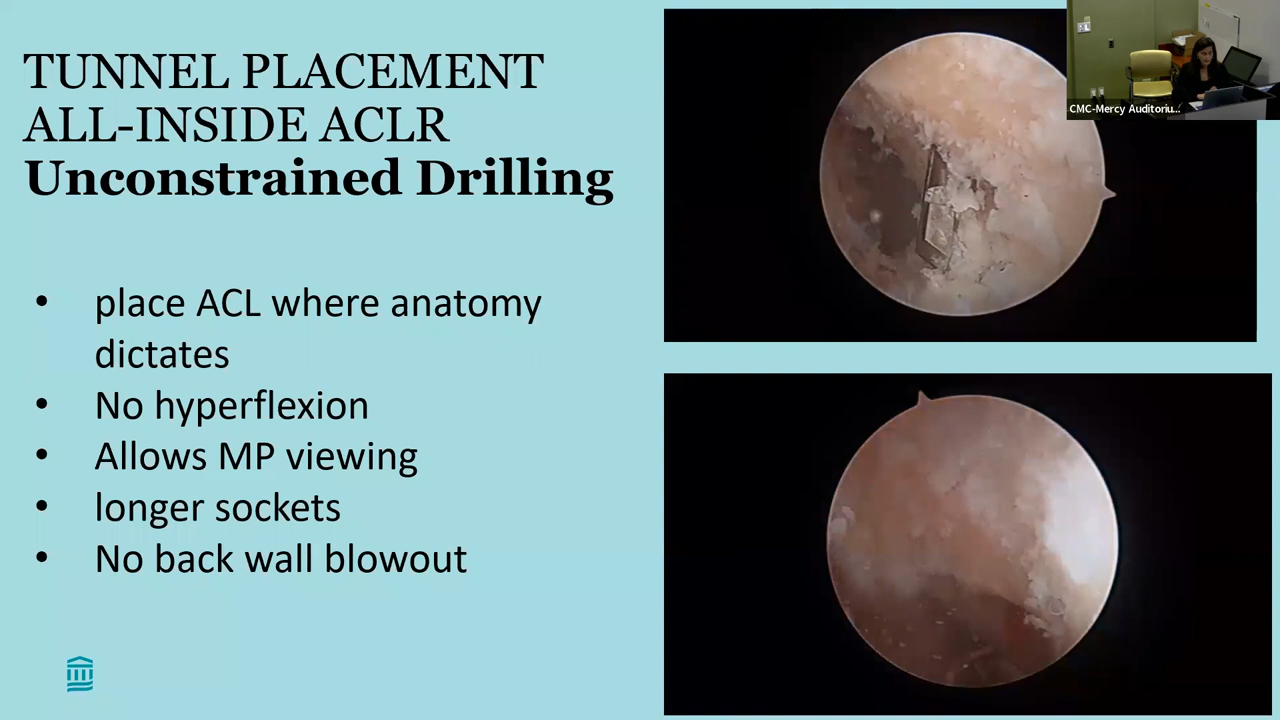 TUNNEL PLACEMENT
ALL-INSIDE ACLR
Unconstrained Drilling
• place ACL where anatomy
dictates
• No hyperflexion
• Allows MP viewing
• longer sockets
• No back wall blowout
CMC-Mercy Auditoriu...